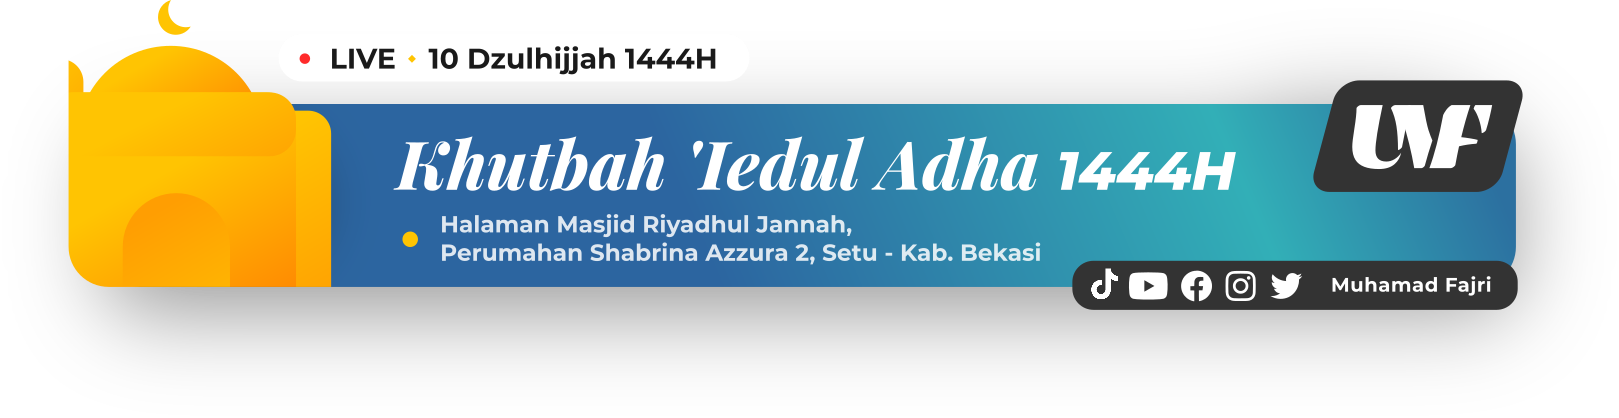 LIVE • 10 Dzulhijjah 1444H
Khutbah 'Iedul Adha 1444H
UVF
Halaman Masjid Riyadhul Jannah,
Perumahan Shabrina Azzura 2, Setu - Kab. Bekasi
Muhamad Fajri